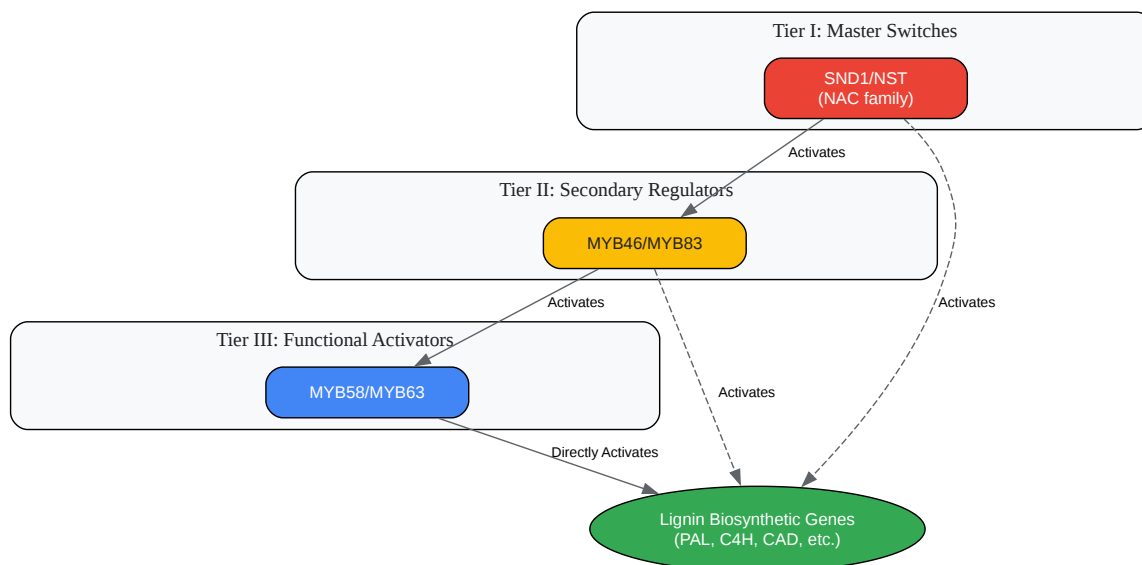 Tier I: Master Switches
SND1/NST
(NAC family)
Activates
Tier II: Secondary Regulators
MYB46/MYB83
Activates
Activates
Tier III: Functional Activators
MYB58/MYB63
Activates
Directly Activates
Lignin Biosynthetic Genes
(PAL, C4H, CAD, etc.)